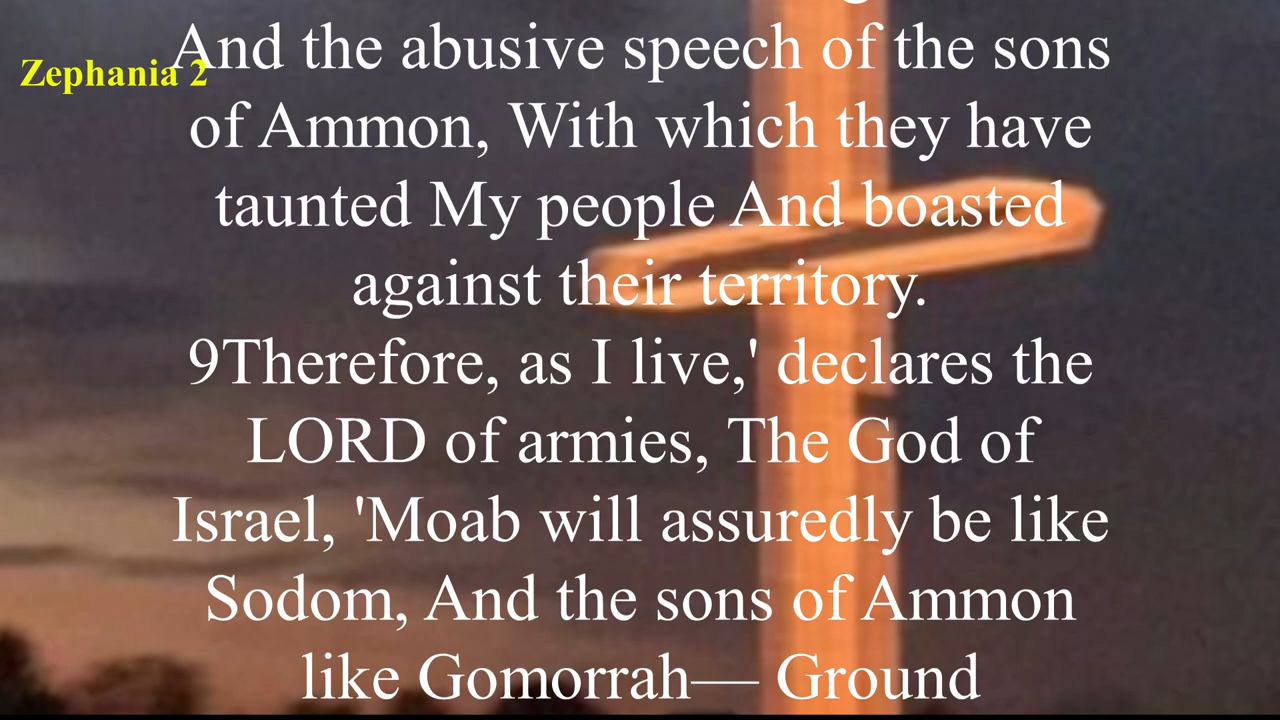 Zephania 2
And the abusive speech of the sons
of Ammon, With which they have
taunted My people And boasted
against their territory.
9Therefore, as I live,' declares the
LORD of armies, The God of
Israel, 'Moab will assuredly be like
Sodom, And the sons of Ammon
like Gomorrah— Ground